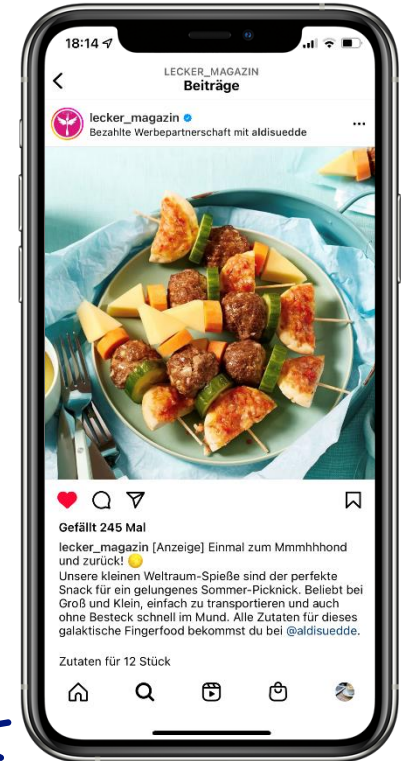 18:14
LECKER_MAGAZIN
Beiträge
lecker_magazin
Bezahlte Werbepartnerschaft mit aldisuedde
Gefällt 245 Mal
lecker_magazin [Anzeige] Einmal zum Mmmhhhond
und zurück!
Unsere kleinen Weltraum-Spieße sind der perfekte
Snack für ein gelungenes Sommer-Picknick. Beliebt bei
Groß und Klein, einfach zu transportieren und auch
ohne Besteck schnell im Mund. Alle Zutaten für dieses
galaktische Fingerfood bekommst du bei @aldisuedde.
Zutaten für 12 Stück